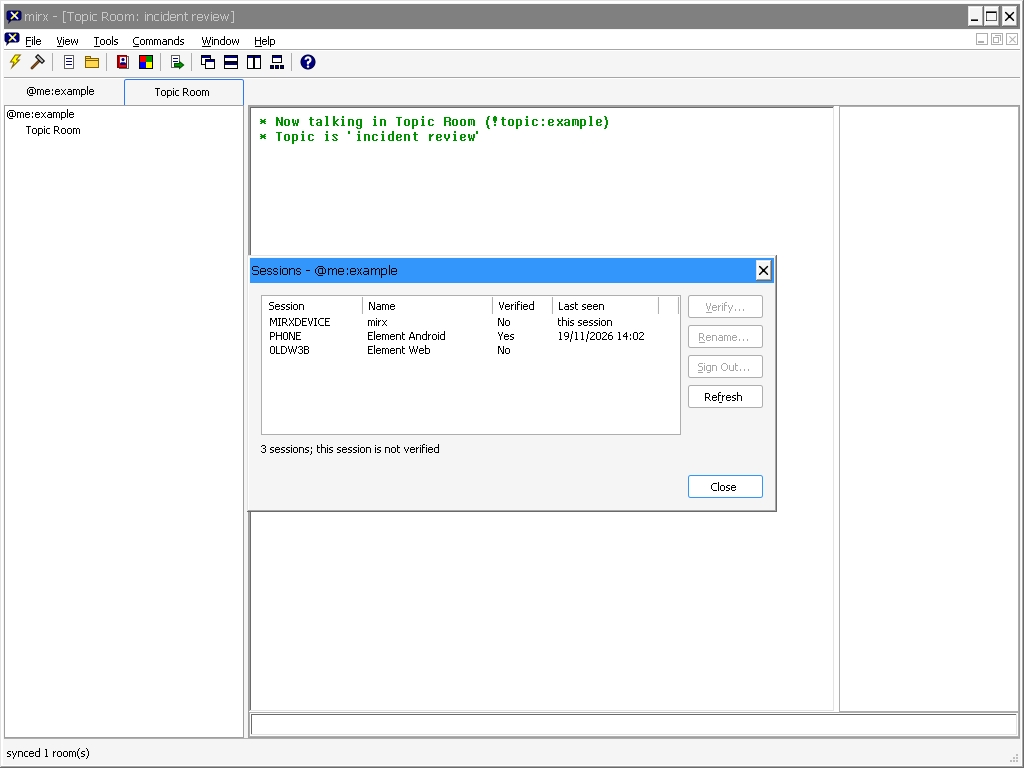 mirx - [Topic Room: incident review]
File View Tools Commands Window Help
@me:example Topic Room
@me:example
Topic Room
* Now talking in Topic Room (!topic:example)
* Topic is 'incident review'
Sessions - @me:example
Session Name Verified Last seen
MIRXDEVICE mirx No this session
PHONE Element Android Yes 19/11/2026 14:02
OLDW3B Element Web No
Verify...
Rename...
Sign Out...
Refresh
3 sessions; this session is not verified
Close
synced 1 room(s)